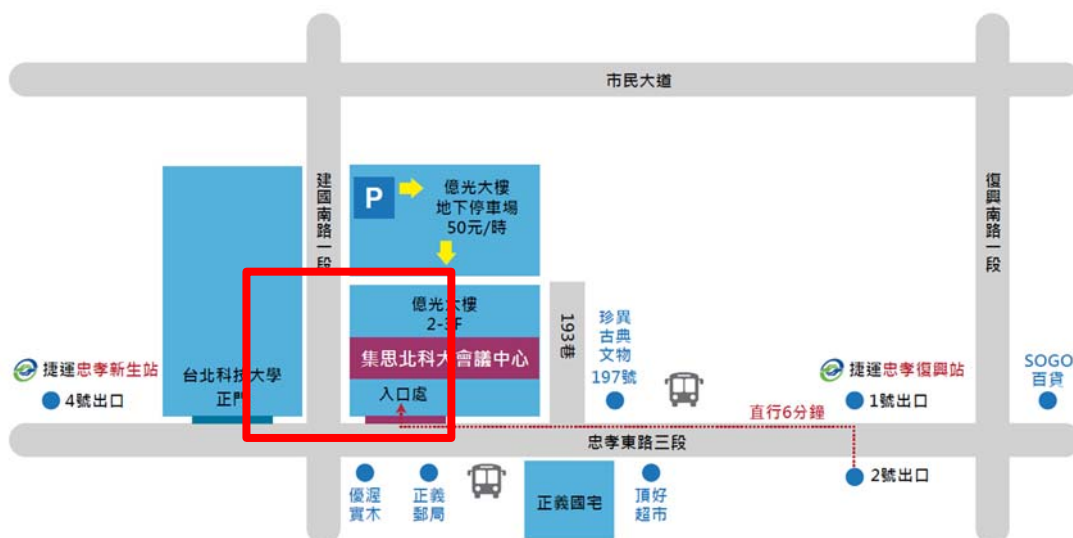 市民大道
建國南路一段
復興南路一段
P
億光大樓
地下停車場
50元/時
億光大樓
2-3F
集思北科大會議中心
入口處
193巷
珍異
古典
文物
197號
台北科技大學
正門
捷運忠孝新生站
4號出口
捷運忠孝復興站
1號出口
SOGO
百貨
直行6分鐘
忠孝東路三段
2號出口
優渥
實木
正義
郵局
正義國宅
頂好
超市